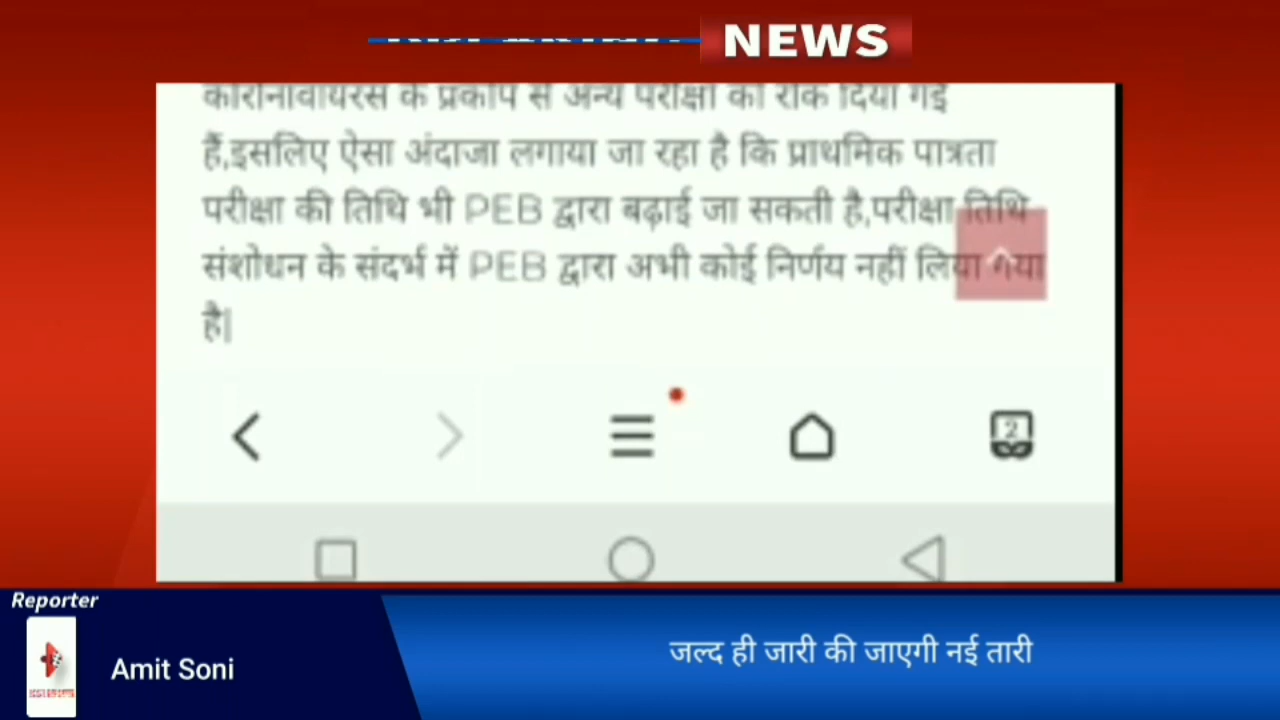 NEWS
कोरोनावायरस के प्रकोप से अन्य परीक्षा को रोक दिया गई
हैं,इसलिए ऐसा अंदाजा लगाया जा रहा है कि प्राथमिक पात्रता
परीक्षा की तिथि भी PEB द्वारा बढ़ाई जा सकती है,परीक्षा तिथि
संशोधन के संदर्भ में PEB द्वारा अभी कोई निर्णय नहीं लिया गया
है|
2
Reporter
Amit Soni
जल्द ही जारी की जाएगी नई तारी